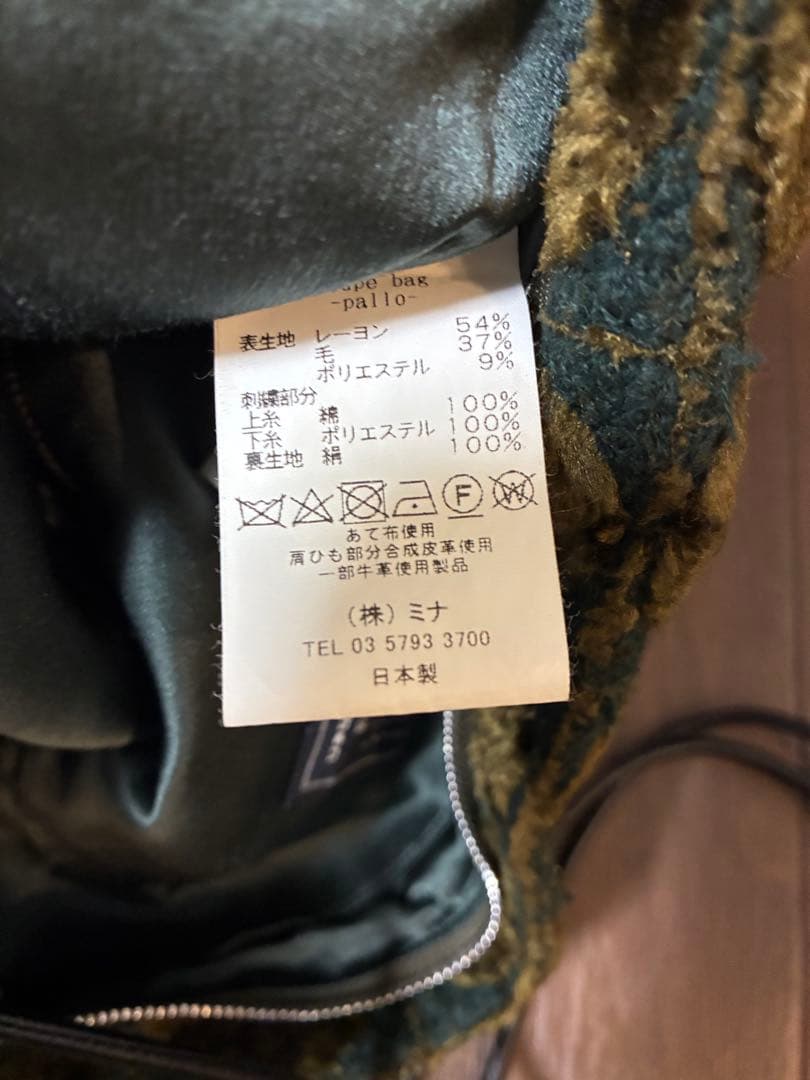 bag
-pallo-
表生地 レーヨン 54%
毛 37%
ポリエステル 9%
刺繍部分
上糸 綿 100%
下糸 ポリエステル 100%
裏生地 絹 100%
F W
あて布使用
肩ひも部分合成皮革使用
一部牛革使用製品
(株)ミナ
TEL 03 5793 3700
日本製